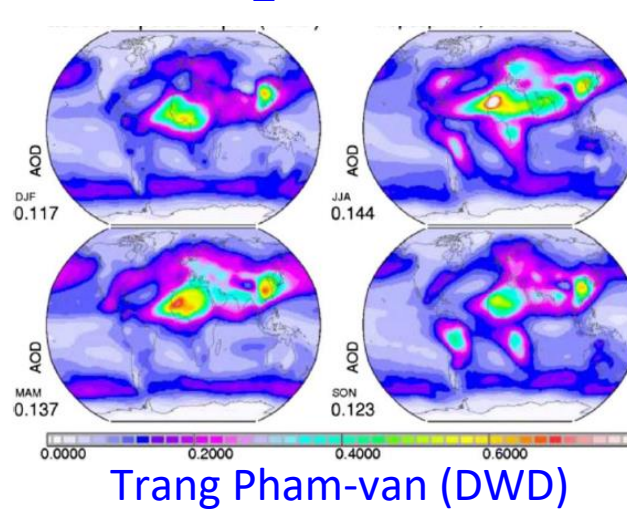 AOD
DJF
0.117
AOD
JJA
0.144
AOD
MAM
0.137
AOD
SON
0.123
0.0000 0.2000 0.4000 0.6000
Trang Pham-van (DWD)